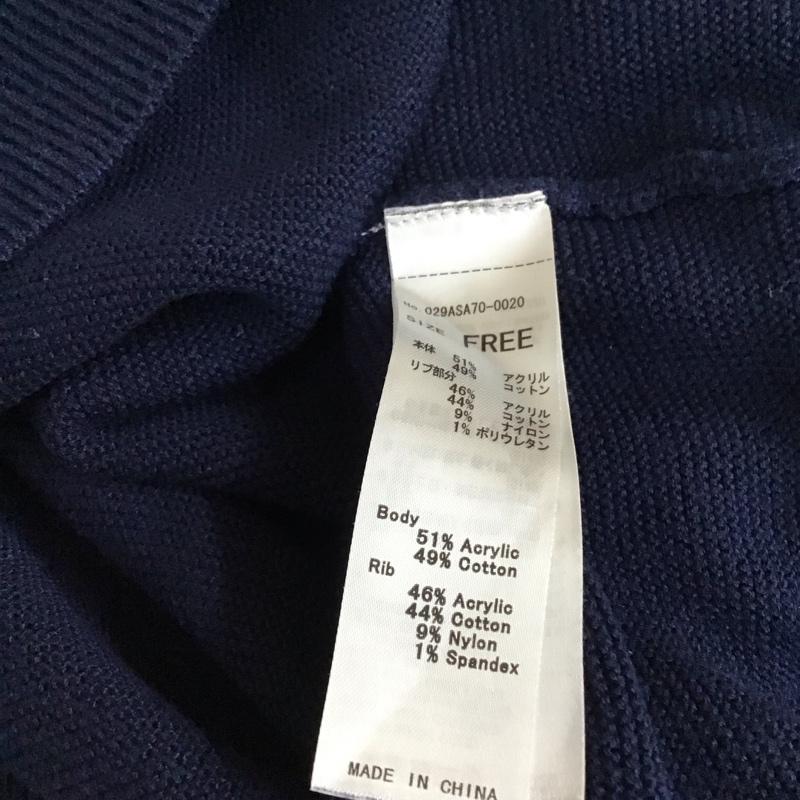 No 029ASA70-0020
SIZE FREE
本体 51% アクリル
49% コットン
リブ部分
46% アクリル
44% コットン
9% ナイロン
1% ポリウレタン
Body
51% Acrylic
49% Cotton
Rib
46% Acrylic
44% Cotton
9% Nylon
1% Spandex
MADE IN CHINA